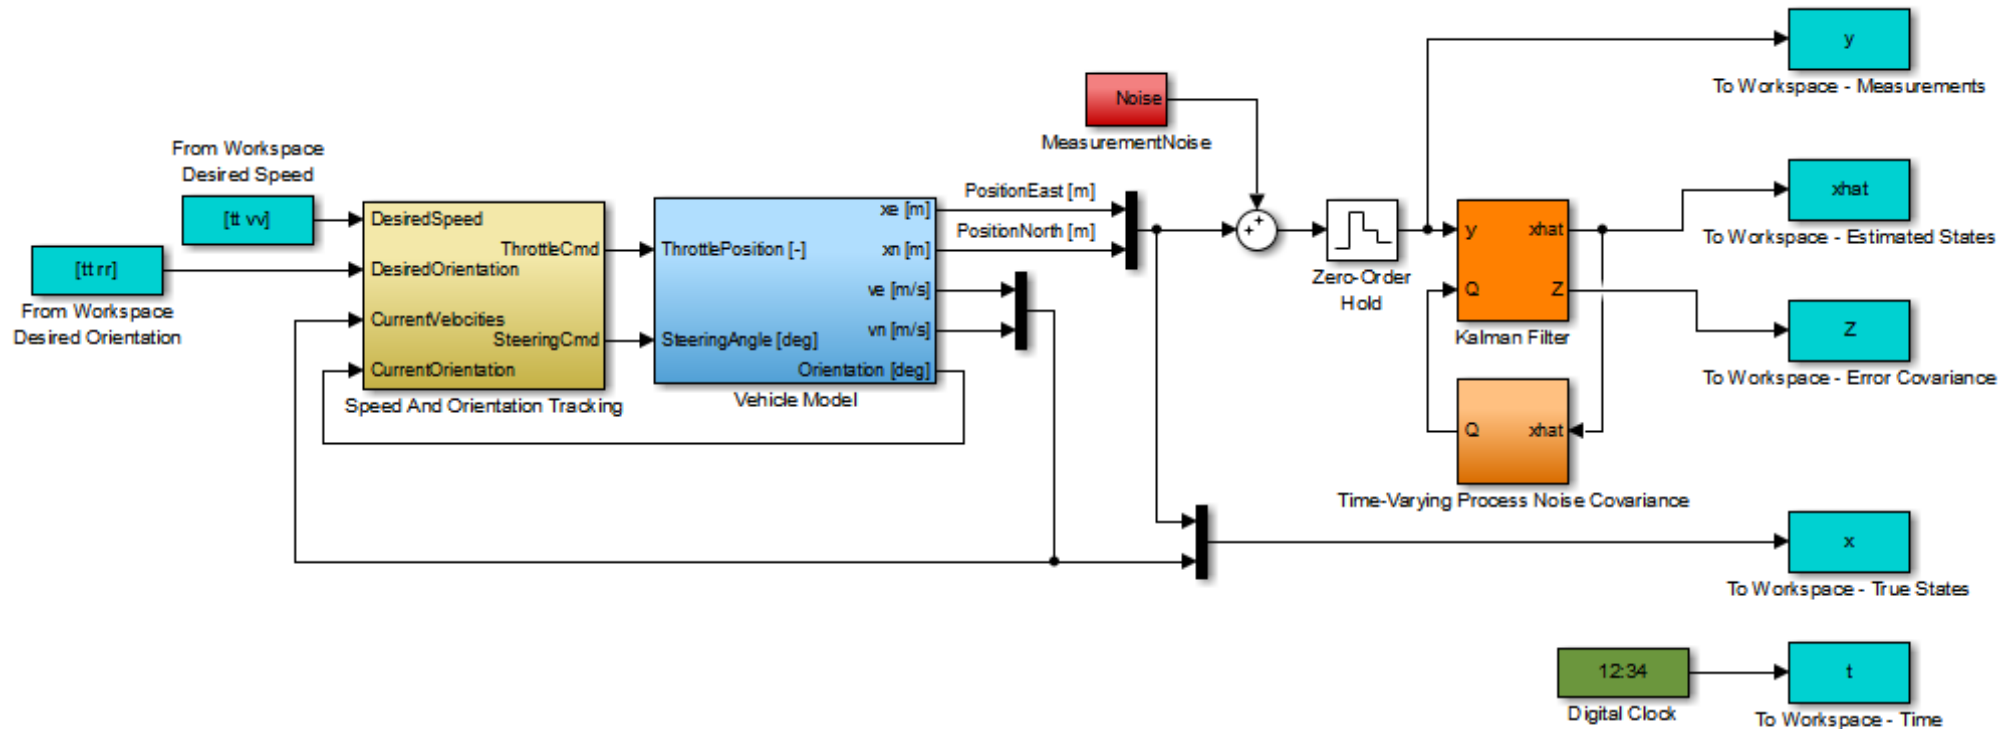 y
To Workspace - Measurements
Noise
MeasurementNoise
From Workspace
Desired Speed
[tt vv]
[tt rr]
From Workspace
Desired Orientation
DesiredSpeed
ThrottleCmd
DesiredOrientation
CurrentVelocities
SteeringCmd
CurrentOrientation
Speed And Orientation Tracking
xe [m]
ThrottlePosition [-]
xn [m]
ve [m/s]
vn [m/s]
SteeringAngle [deg]
Orientation [deg]
Vehicle Model
PositionEast [m]
PositionNorth [m]
Zero-Order
Hold
y
xhat
Q
Z
Kalman Filter
xhat
To Workspace - Estimated States
Z
To Workspace - Error Covariance
Q
xhat
Time-Varying Process Noise Covariance
x
To Workspace - True States
12:34
Digital Clock
t
To Workspace - Time